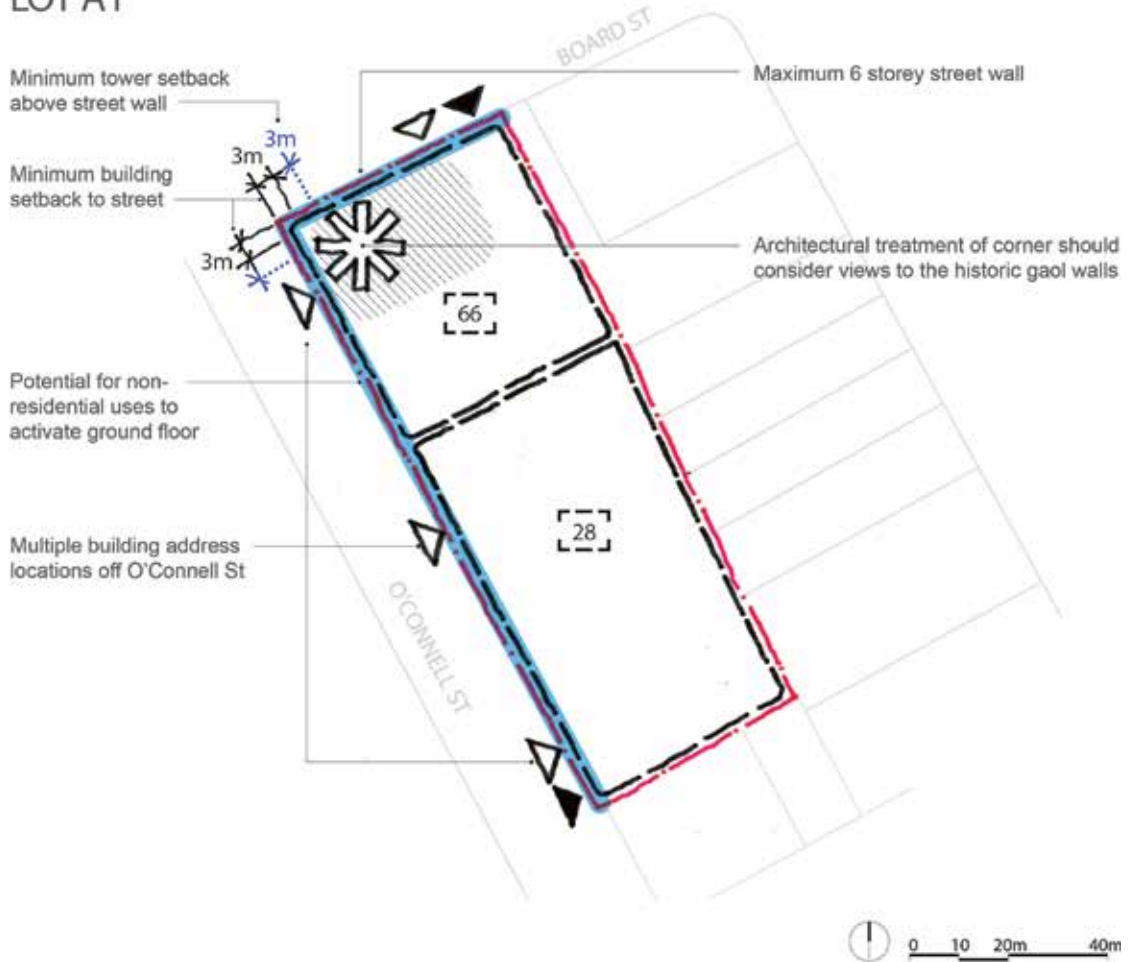 LOT A1
BOARD ST
Minimum tower setback
above street wall
Maximum 6 storey street wall
3m
3m
Minimum building
setback to street
3m
Architectural treatment of corner should
consider views to the historic gaol walls
66
Potential for non-
residential uses to
activate ground floor
28
Multiple building address
locations off O'Connell St
O'CONNELL ST
0 10 20m 40m